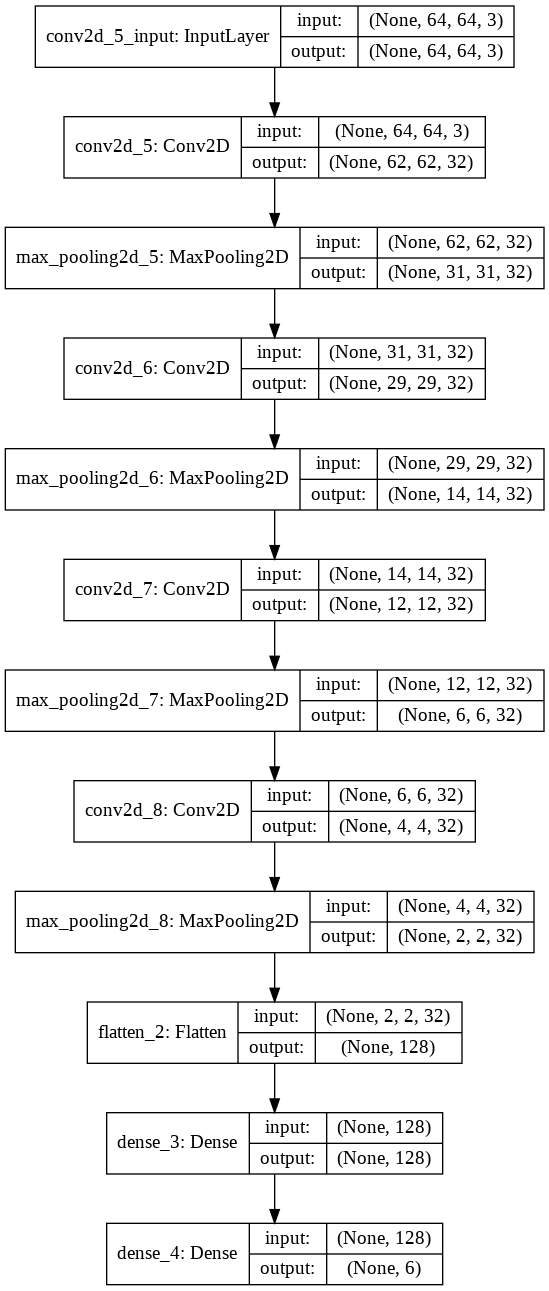 conv2d_5_input: InputLayer input: (None, 64, 64, 3)
output: (None, 64, 64, 3)
conv2d_5: Conv2D input: (None, 64, 64, 3)
output: (None, 62, 62, 32)
max_pooling2d_5: MaxPooling2D input: (None, 62, 62, 32)
output: (None, 31, 31, 32)
conv2d_6: Conv2D input: (None, 31, 31, 32)
output: (None, 29, 29, 32)
max_pooling2d_6: MaxPooling2D input: (None, 29, 29, 32)
output: (None, 14, 14, 32)
conv2d_7: Conv2D input: (None, 14, 14, 32)
output: (None, 12, 12, 32)
max_pooling2d_7: MaxPooling2D input: (None, 12, 12, 32)
output: (None, 6, 6, 32)
conv2d_8: Conv2D input: (None, 6, 6, 32)
output: (None, 4, 4, 32)
max_pooling2d_8: MaxPooling2D input: (None, 4, 4, 32)
output: (None, 2, 2, 32)
flatten_2: Flatten input: (None, 2, 2, 32)
output: (None, 128)
dense_3: Dense input: (None, 128)
output: (None, 128)
dense_4: Dense input: (None, 128)
output: (None, 6)